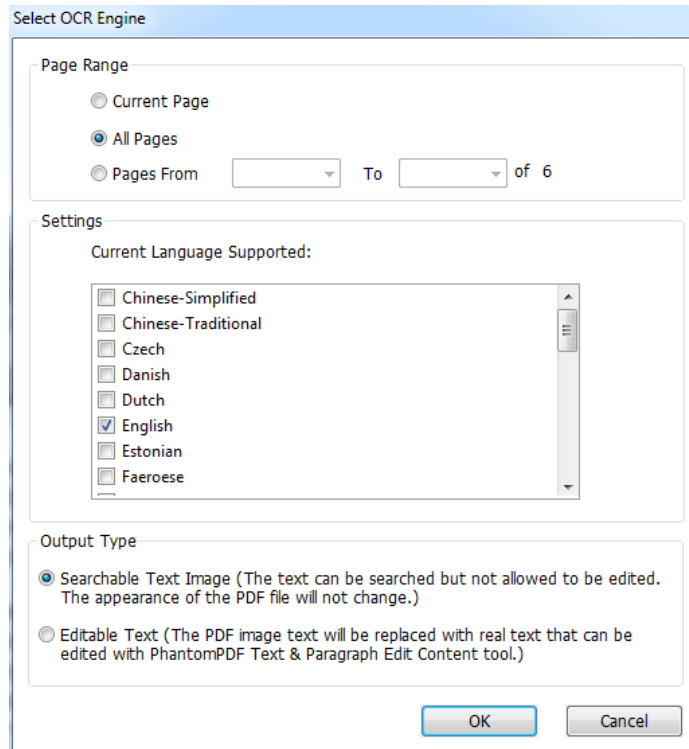 Select OCR Engine
Page Range
Current Page
All Pages
Pages From To of 6
Settings
Current Language Supported:
Chinese-Simplified
Chinese-Traditional
Czech
Danish
Dutch
English
Estonian
Faeroese
Output Type
Searchable Text Image (The text can be searched but not allowed to be edited.
The appearance of the PDF file will not change.)
Editable Text (The PDF image text will be replaced with real text that can be
edited with PhantomPDF Text & Paragraph Edit Content tool.)
OK Cancel